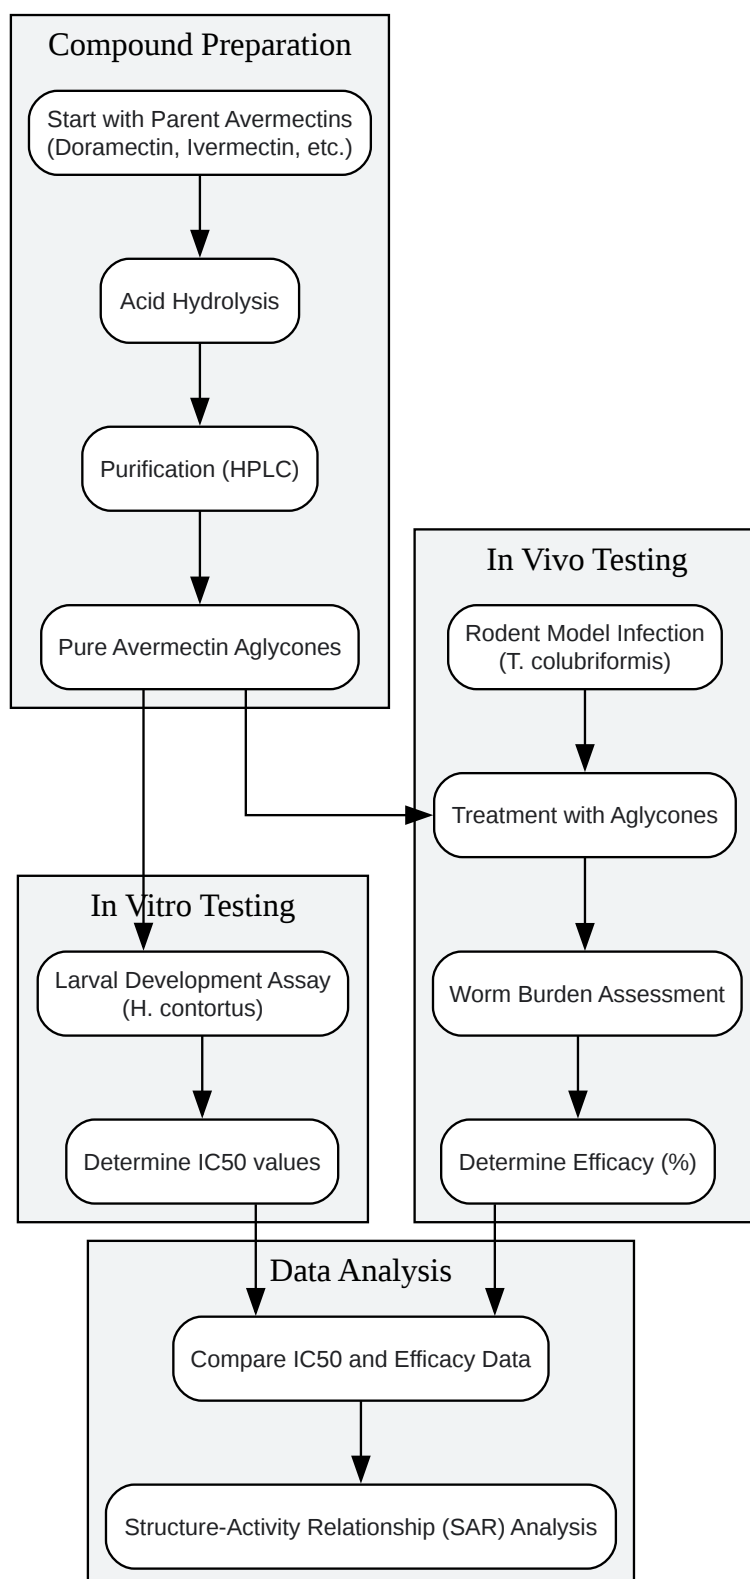 Compound Preparation
Start with Parent Avermectins
(Doramectin, Ivermectin, etc.)
Acid Hydrolysis
Purification (HPLC)
Pure Avermectin Aglycones
In Vivo Testing
Rodent Model Infection
(T. colubriformis)
Treatment with Aglycones
Worm Burden Assessment
Determine Efficacy (%)
In Vitro Testing
Larval Development Assay
(H. contortus)
Determine IC50 values
Data Analysis
Compare IC50 and Efficacy Data
Structure-Activity Relationship (SAR) Analysis